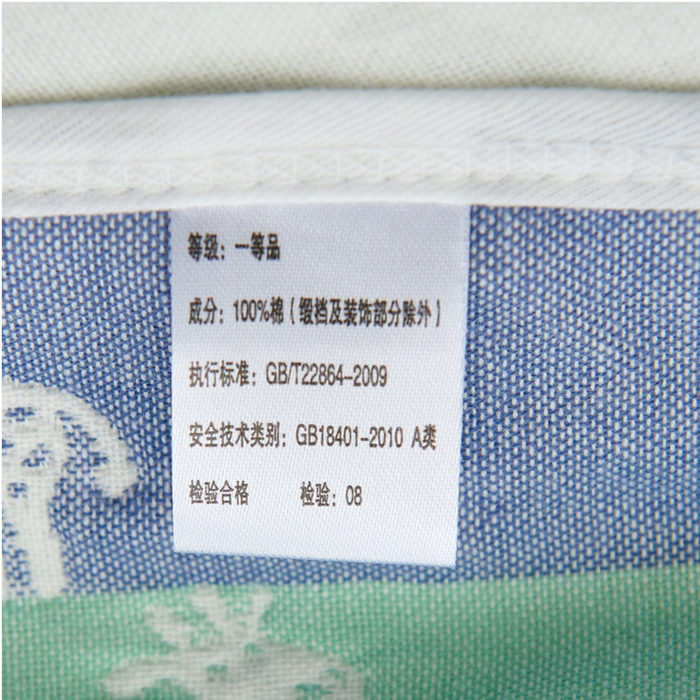 等级：一等品
成分：100%棉（缎档及装饰部分除外）
执行标准：GB/T22864-2009
安全技术类别：GB18401-2010 A类
检验合格 检验：08